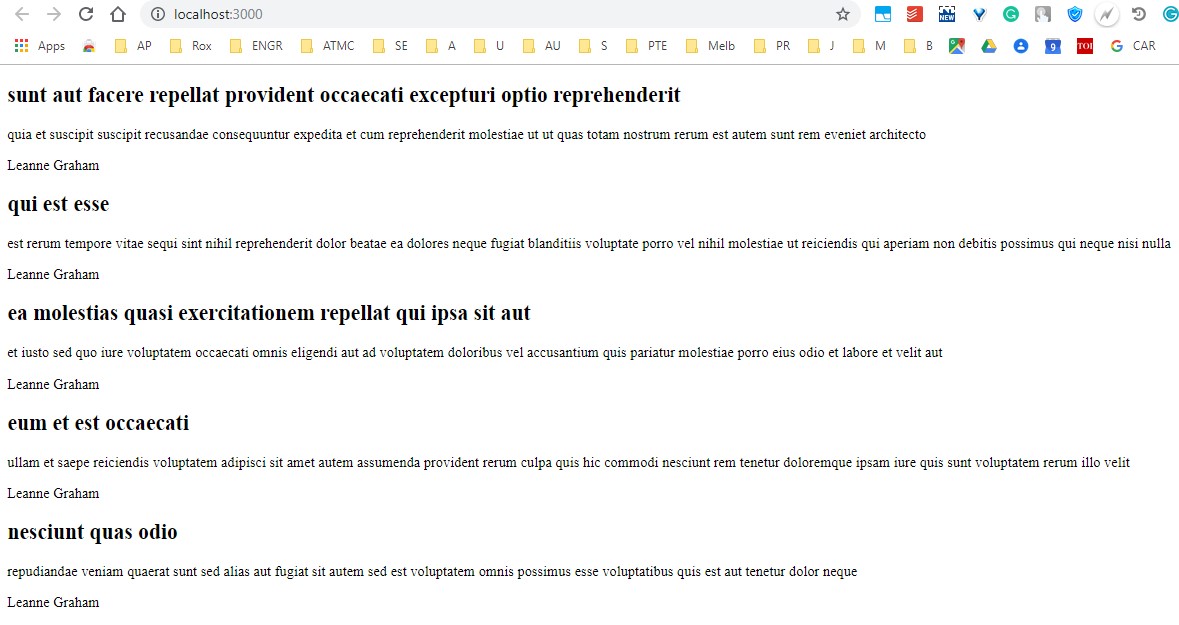 localhost:3000
NEW
Apps AP Rox ENGR ATMC SE A U AU S PTE Melb PR J M B 9 TOI CAR
sunt aut facere repellat provident occaecati excepturi optio reprehenderit
quia et suscipit suscipit recusandae consequuntur expedita et cum reprehenderit molestiae ut ut quas totam nostrum rerum est autem sunt rem eveniet architecto
Leanne Graham
qui est esse
est rerum tempore vitae sequi sint nihil reprehenderit dolor beatae ea dolores neque fugiat blanditiis voluptate porro vel nihil molestiae ut reiciendis qui aperiam non debitis possimus qui neque nisi nulla
Leanne Graham
ea molestias quasi exercitationem repellat qui ipsa sit aut
et iusto sed quo iure voluptatem occaecati omnis eligendi aut ad voluptatem doloribus vel accusantium quis pariatur molestiae porro eius odio et labore et velit aut
Leanne Graham
eum et est occaecati
ullam et saepe reiciendis voluptatem adipisci sit amet autem assumenda provident rerum culpa quis hic commodi nesciunt rem tenetur doloremque ipsam iure quis sunt voluptatem rerum illo velit
Leanne Graham
nesciunt quas odio
repudiandae veniam quaerat sunt sed alias aut fugiat sit autem sed est voluptatem omnis possimus esse voluptatibus quis est aut tenetur dolor neque
Leanne Graham